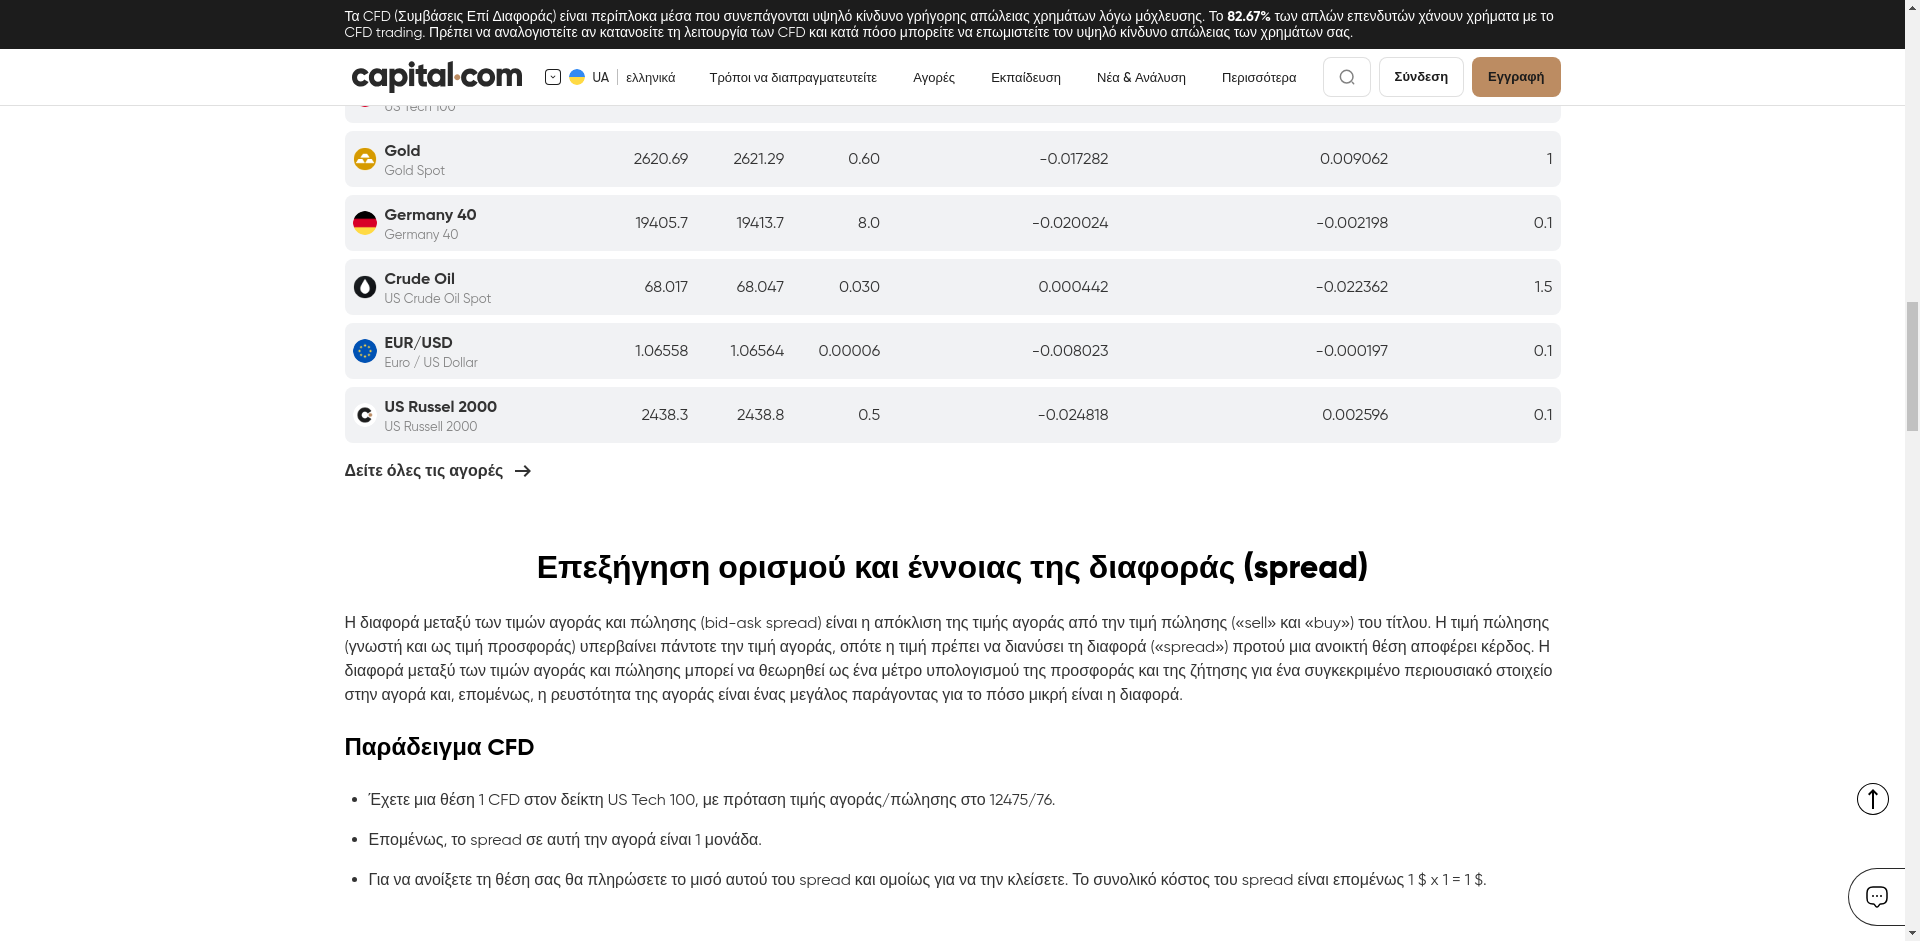 Τα CFD (Συμβάσεις Επί Διαφοράς) είναι περίπλοκα μέσα που συνεπάγονται υψηλό κίνδυνο γρήγορης απώλειας χρημάτων λόγω μόχλευσης. Το 82.67% των απλών επενδυτών χάνουν χρήματα με το
CFD trading. Πρέπει να αναλογιστείτε αν κατανοείτε τη λειτουργία των CFD και κατά πόσο μπορείτε να επωμιστείτε τον υψηλό κίνδυνο απώλειας των χρημάτων σας.
capital.com UA ελληνικά Τρόποι να διαπραγματευτείτε Αγορές Εκπαίδευση Νέα & Ανάλυση Περισσότερα Σύνδεση Εγγραφή
US Tech 100
Gold
Gold Spot
2620.69 2621.29 0.60 -0.017282 0.009062 1
Germany 40
Germany 40
19405.7 19413.7 8.0 -0.020024 -0.002198 0.1
Crude Oil
US Crude Oil Spot
68.017 68.047 0.030 0.000442 -0.022362 1.5
EUR/USD
Euro / US Dollar
1.06558 1.06564 0.00006 -0.008023 -0.000197 0.1
US Russel 2000
US Russell 2000
2438.3 2438.8 0.5 -0.024818 0.002596 0.1
Δείτε όλες τις αγορές
Επεξήγηση ορισμού και έννοιας της διαφοράς (spread)
Η διαφορά μεταξύ των τιμών αγοράς και πώλησης (bid-ask spread) είναι η απόκλιση της τιμής αγοράς από την τιμή πώλησης («sell» και «buy») του τίτλου. Η τιμή πώλησης
(γνωστή και ως τιμή προσφοράς) υπερβαίνει πάντοτε την τιμή αγοράς, οπότε η τιμή πρέπει να διανύσει τη διαφορά («spread») προτού μια ανοικτή θέση αποφέρει κέρδος. Η
διαφορά μεταξύ των τιμών αγοράς και πώλησης μπορεί να θεωρηθεί ως ένα μέτρο υπολογισμού της προσφοράς και της ζήτησης για ένα συγκεκριμένο περιουσιακό στοιχείο
στην αγορά και, επομένως, η ρευστότητα της αγοράς είναι ένας μεγάλος παράγοντας για το πόσο μικρή είναι η διαφορά.
Παράδειγμα CFD
• Έχετε μια θέση 1 CFD στον δείκτη US Tech 100, με πρόταση τιμής αγοράς/πώλησης στο 12475/76.
• Επομένως, το spread σε αυτή την αγορά είναι 1 μονάδα.
• Για να ανοίξετε τη θέση σας θα πληρώσετε το μισό αυτού του spread και ομοίως για να την κλείσετε. Το συνολικό κόστος του spread είναι επομένως 1 $ x 1 = 1 $.